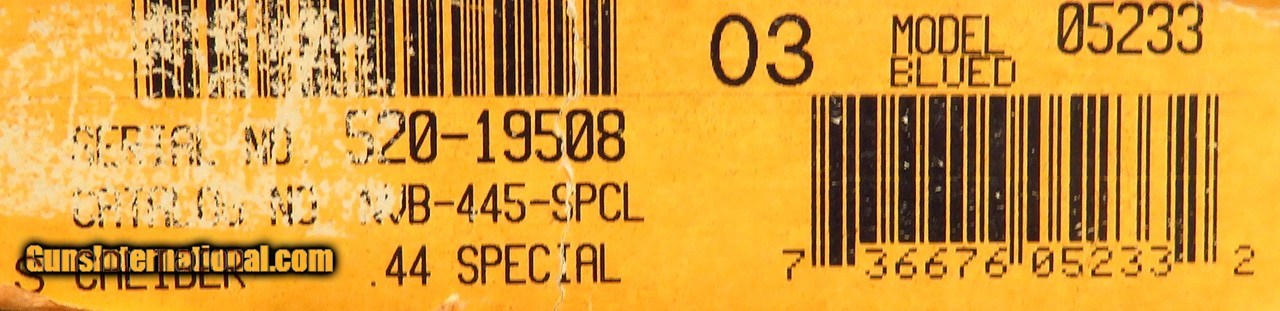 SERIAL NO. 520-19508
CATALOG NO NVB-445-SPCL
S CALIBER .44 SPECIAL
GunsInternational.com
03
MODEL 05233
BLUED
7 36676 05233 2